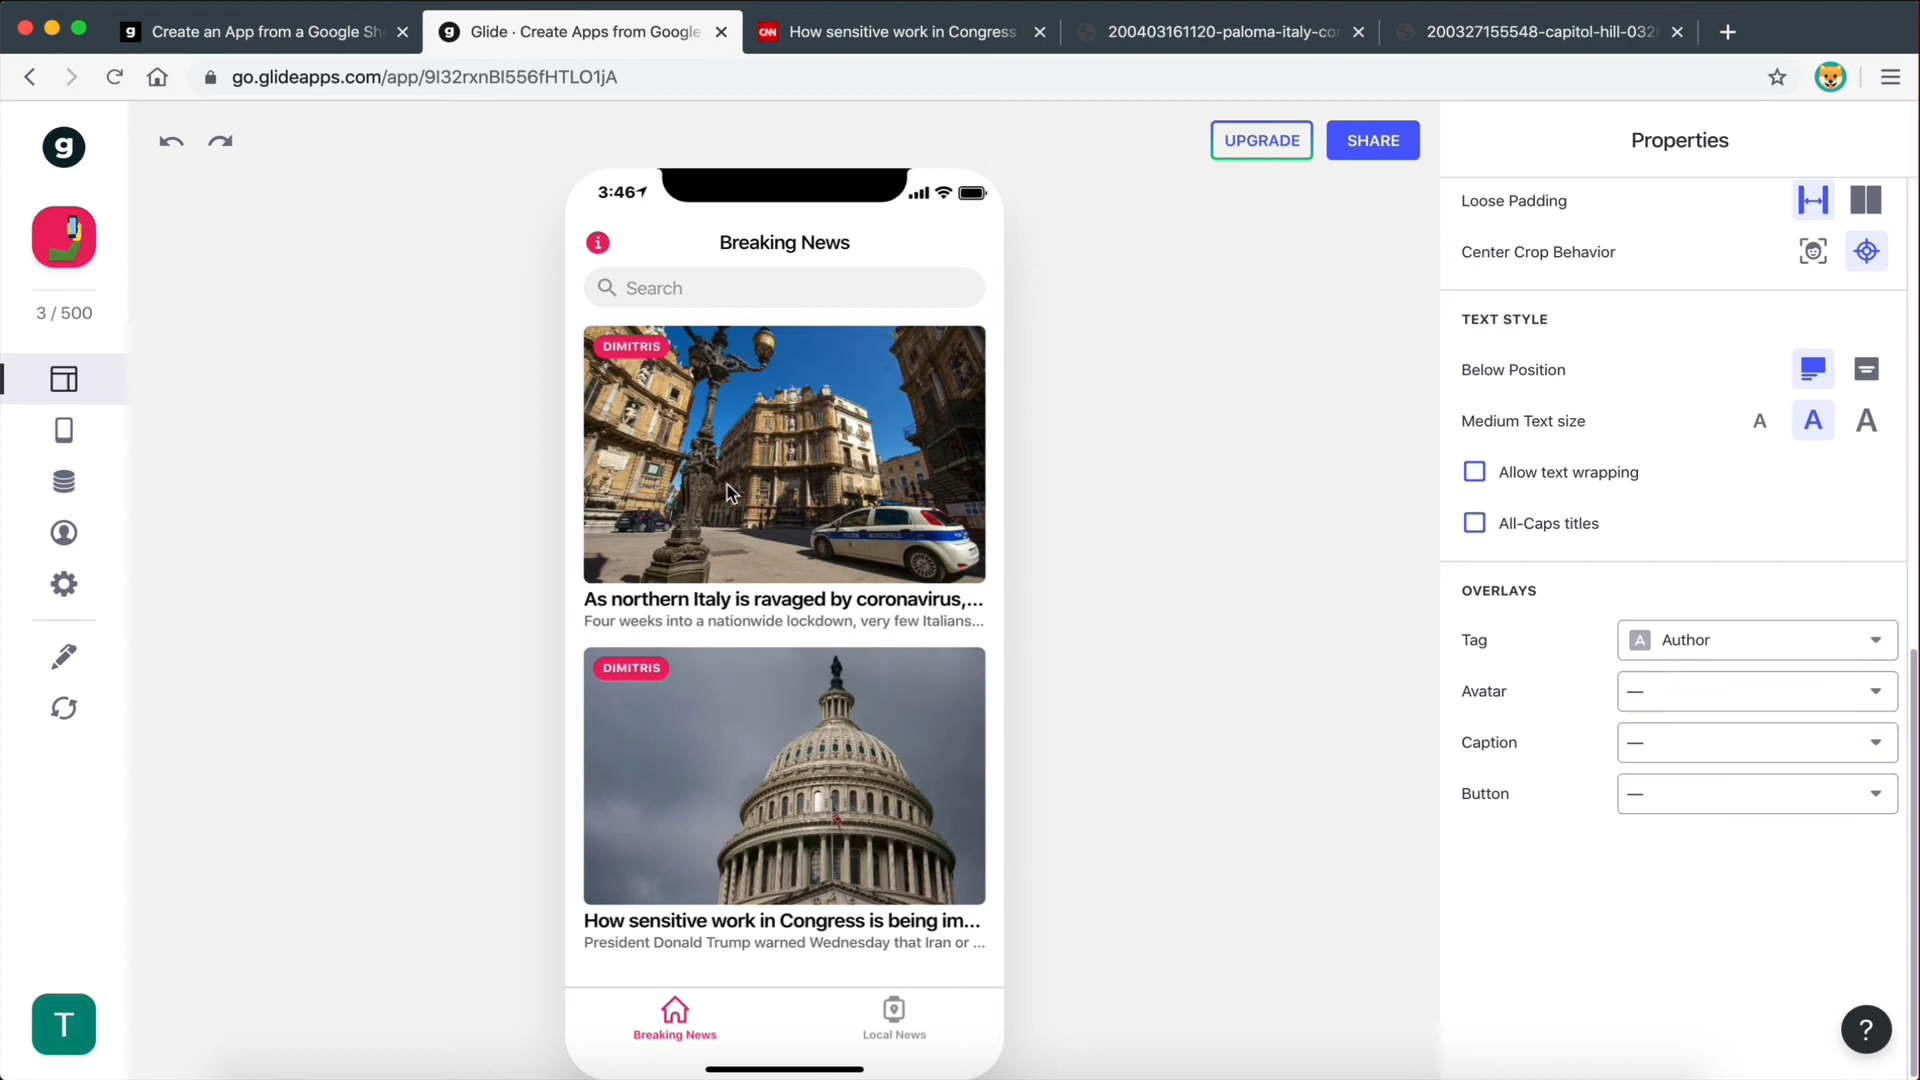 Create an App from a Google Sh
Glide · Create Apps from Google
CNN
How sensitive work in Congress
200403161120-paloma-italy-cor
200327155548-capitol-hill-032
go.glideapps.com/app/9I32rxnBI556fHTLO1jA
g
3 / 500
T
UPGRADE
SHARE
3:46
Breaking News
Search
DIMITRIS
POLIZIA MUNICIPALE
As northern Italy is ravaged by coronavirus,...
Four weeks into a nationwide lockdown, very few Italians...
DIMITRIS
How sensitive work in Congress is being im...
President Donald Trump warned Wednesday that Iran or ...
Breaking News
Local News
Properties
Loose Padding
Center Crop Behavior
TEXT STYLE
Below Position
Medium Text size
A A A
Allow text wrapping
All-Caps titles
OVERLAYS
Tag
A Author
Avatar
—
Caption
—
Button
—
?